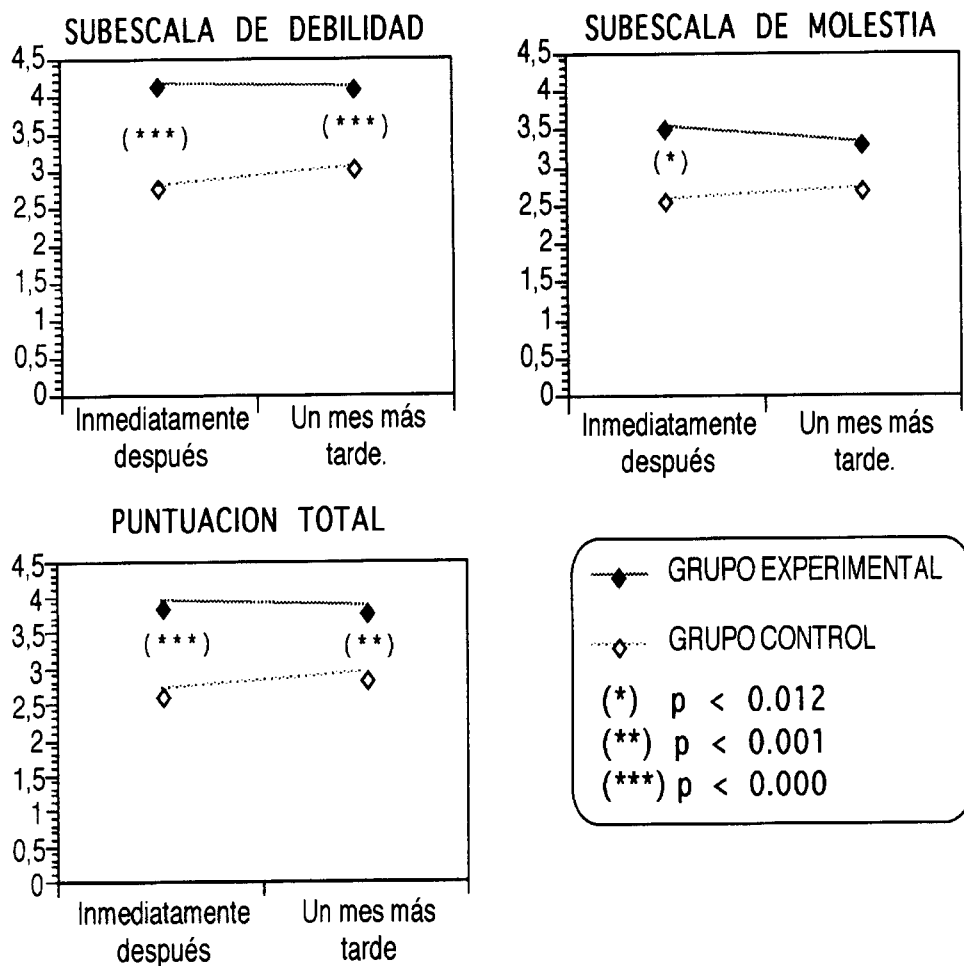 SUBESCALA DE DEBILIDAD
4,5
4
3,5
3
2,5
2
1,5
1
0,5
0
(***)
(***)
Inmediatamente
después
Un mes más
tarde.
SUBESCALA DE MOLESTIA
4,5
4
3,5
3
2,5
2
1,5
1
0,5
0
(*)
Inmediatamente
después
Un mes más
tarde.
PUNTUACION TOTAL
4,5
4
3,5
3
2,5
2
1,5
1
0,5
0
(***)
(**)
Inmediatamente
después
Un mes más
tarde
GRUPO EXPERIMENTAL
GRUPO CONTROL
(*) p < 0.012
(**) p < 0.001
(***) p < 0.000